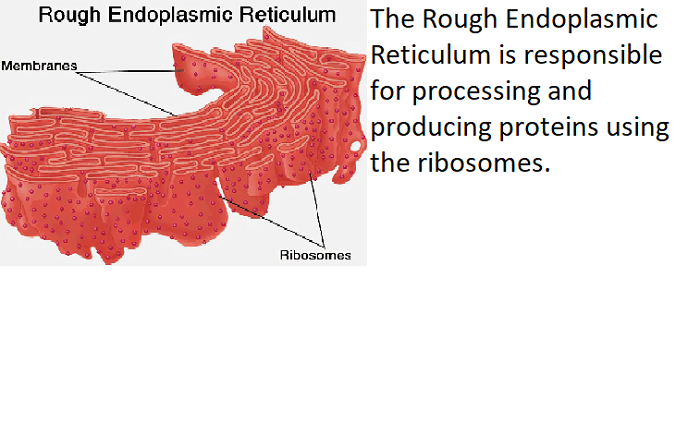 Rough Endoplasmic Reticulum
Membranes
Ribosomes
The Rough Endoplasmic
Reticulum is responsible
for processing and
producing proteins using
the ribosomes.